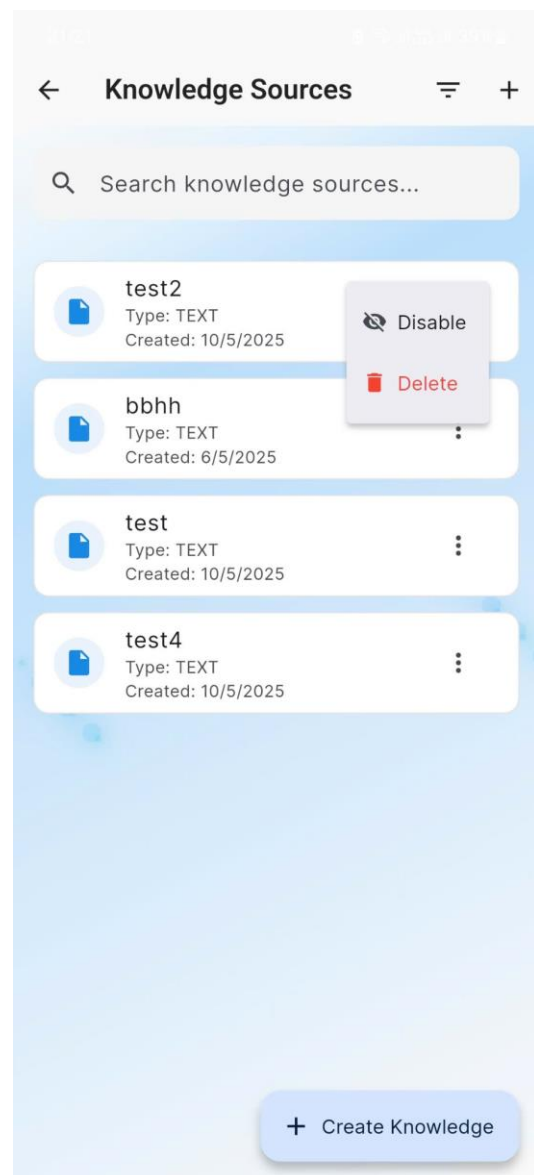 Knowledge Sources
Search knowledge sources...
test2
Type: TEXT
Created: 10/5/2025
Disable
Delete
bbhh
Type: TEXT
Created: 6/5/2025
test
Type: TEXT
Created: 10/5/2025
test4
Type: TEXT
Created: 10/5/2025
+ Create Knowledge